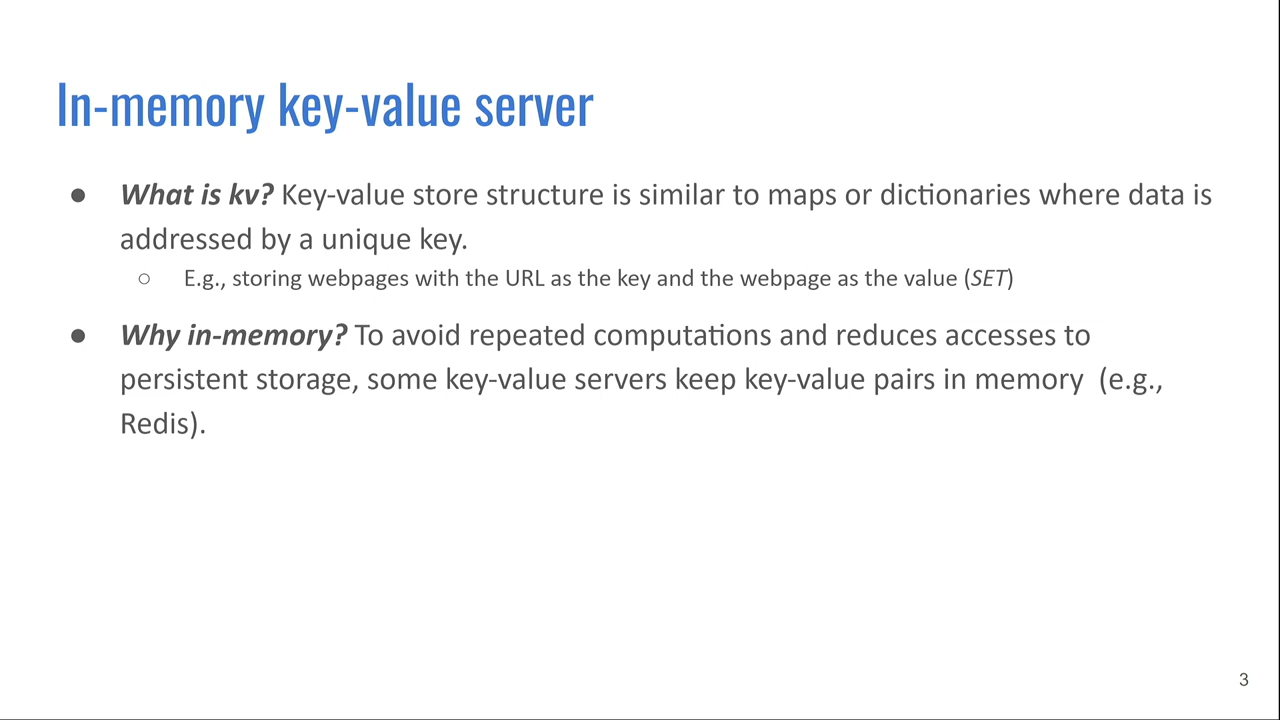 In-memory key-value server
● What is kv? Key-value store structure is similar to maps or dictionaries where data is
addressed by a unique key.
○ E.g., storing webpages with the URL as the key and the webpage as the value (SET)
● Why in-memory? To avoid repeated computations and reduces accesses to
persistent storage, some key-value servers keep key-value pairs in memory  (e.g.,
Redis).
3